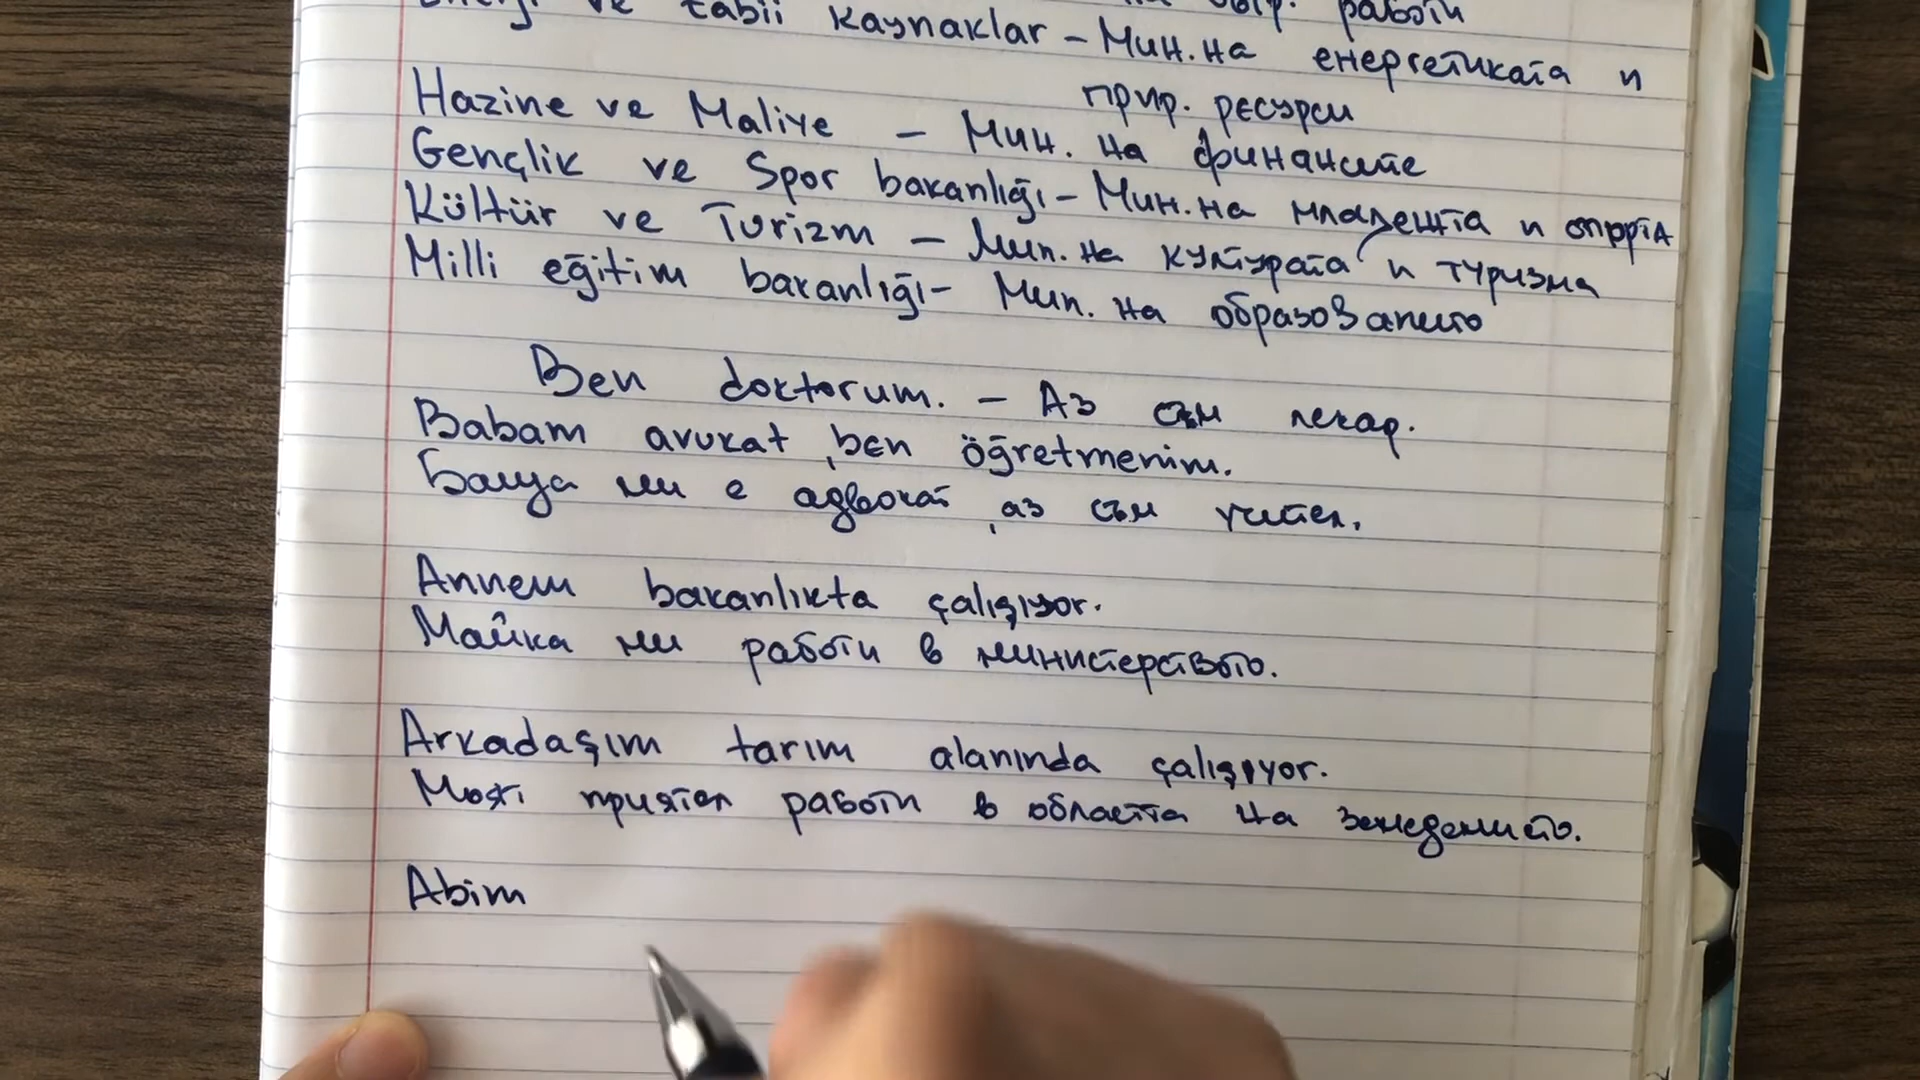 ve tabii kaynaklar - Мин. на енергетиката и
прир. ресурси
Hazine ve Maliye - Мин. на финансите
Gençlik ve Spor bakanlığı - Мин. на младежта и спорта
Kültür ve Turizm - Мин. на културата и туризма
Milli eğitim bakanlığı - Мин. на образованието
Ben doktorum. - Аз съм лекар.
Babam avukat, ben öğretmenim.
Баща ми е адвокат, аз съм учител.
Annem bakanlıkta çalışıyor.
Майка ми работи в министерството.
Arkadaşım tarım alanında çalışıyor.
Моят приятел работи в областта на земеделието.
Abim